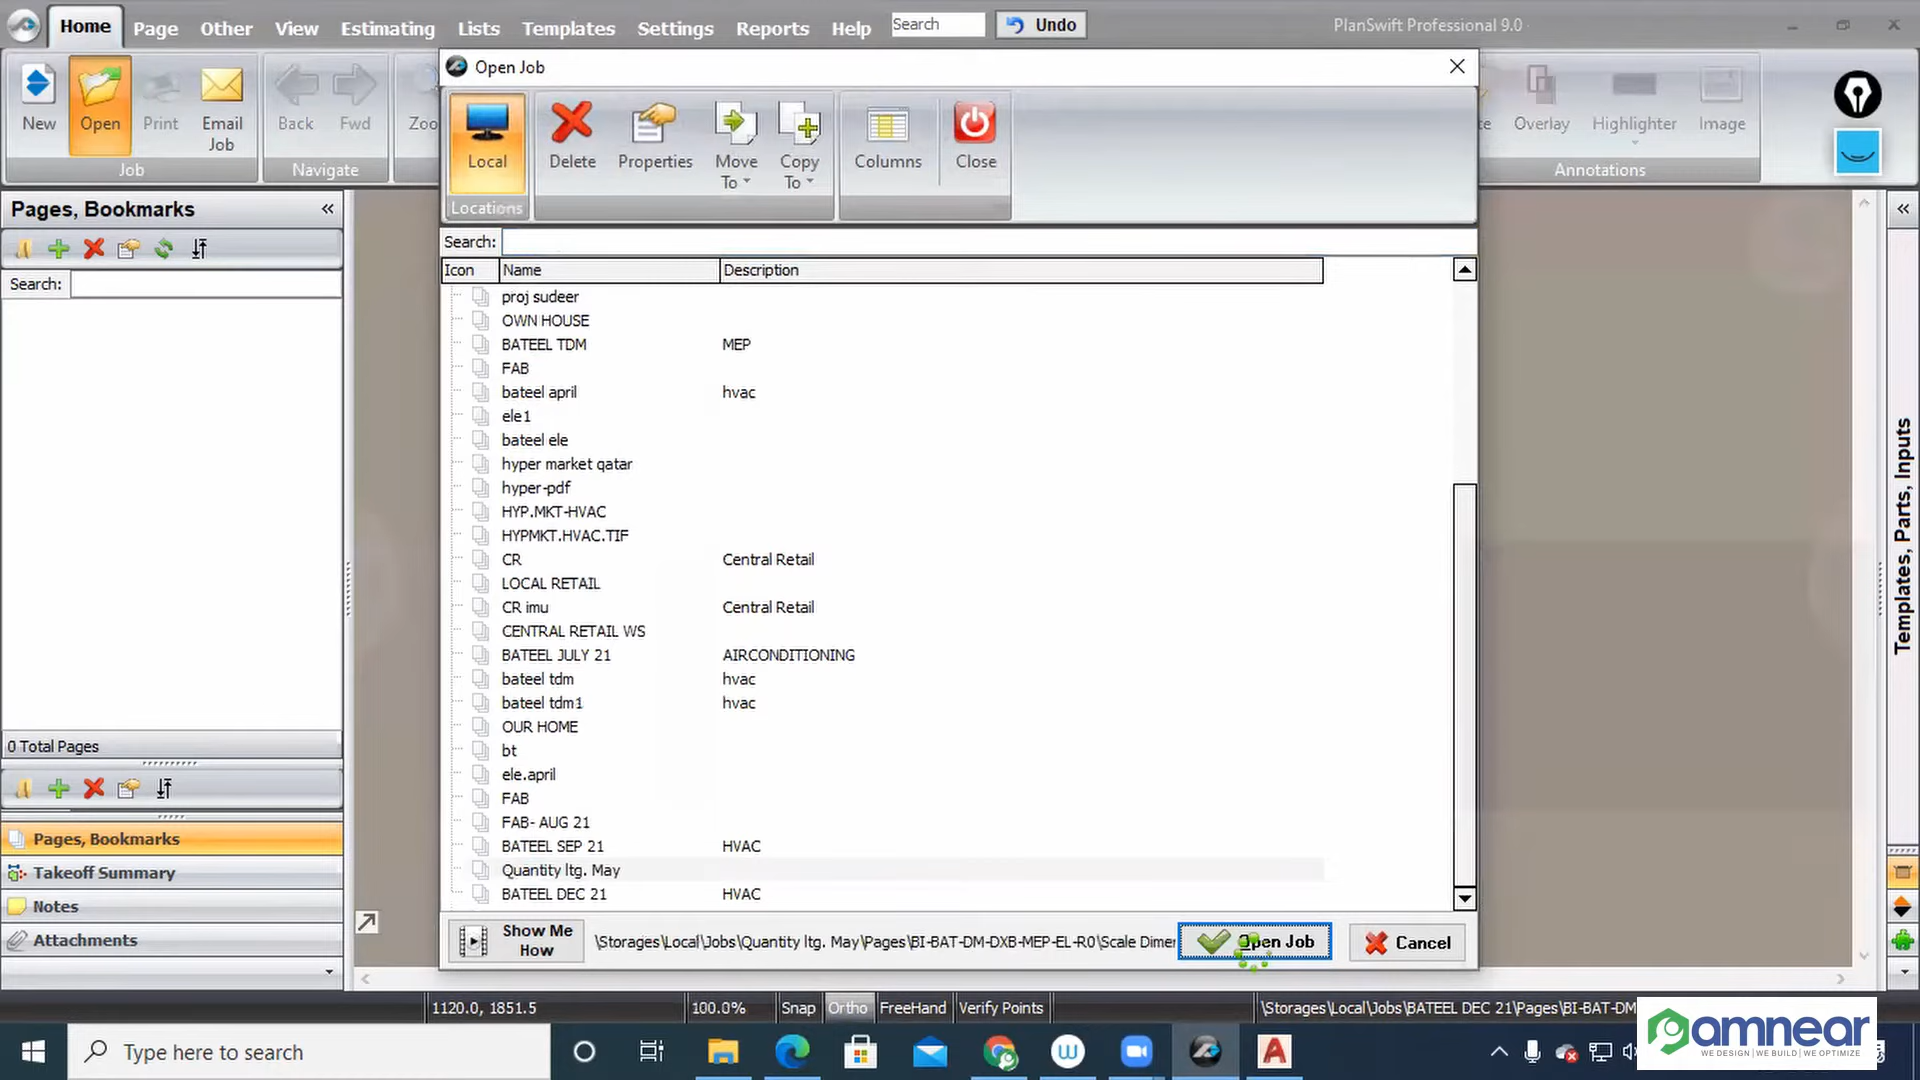 Home Page Other View Estimating Lists Templates Settings Reports Help Search Undo PlanSwift Professional 9.0
Open Job
New Open Print Email Job Back Fwd Zoo
Job Navigate
Local Delete Properties Move To Copy To Columns Close
Locations
Overlay Highlighter Image
Annotations
Pages, Bookmarks
Search:
0 Total Pages
Pages, Bookmarks
Takeoff Summary
Notes
Attachments
Search:
Icon Name Description
proj sudeer
OWN HOUSE
BATEEL TDM MEP
FAB
bateel april hvac
ele1
bateel ele
hyper market qatar
hyper-pdf
HYP.MKT-HVAC
HYPMKT.HVAC.TIF
CR Central Retail
LOCAL RETAIL
CR imu Central Retail
CENTRAL RETAIL WS
BATEEL JULY 21 AIRCONDITIONING
bateel tdm hvac
bateel tdm1 hvac
OUR HOME
bt
ele.april
FAB
FAB- AUG 21
BATEEL SEP 21 HVAC
Quantity ltg. May
BATEEL DEC 21 HVAC
Show Me How \Storages\Local\Jobs\Quantity ltg. May\Pages\BI-BAT-DM-DXB-MEP-EL-R0\Scale Dimer Open Job Cancel
Templates, Parts, Inputs
1120.0, 1851.5 100.0% Snap Ortho FreeHand Verify Points \Storages\Local\Jobs\BATEEL DEC 21\Pages\BI-BAT-DM
Type here to search
Pamnear
WE DESIGN | WE BUILD | WE OPTIMIZE